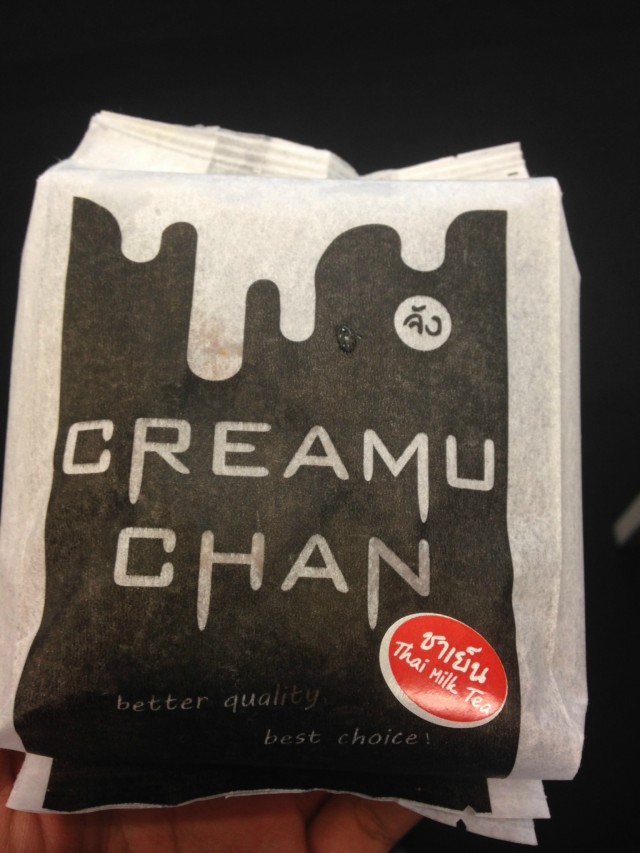 จัง
CREAMU
CHAN
ชาเย็น
Thai Milk Tea
better quality,
best choice!